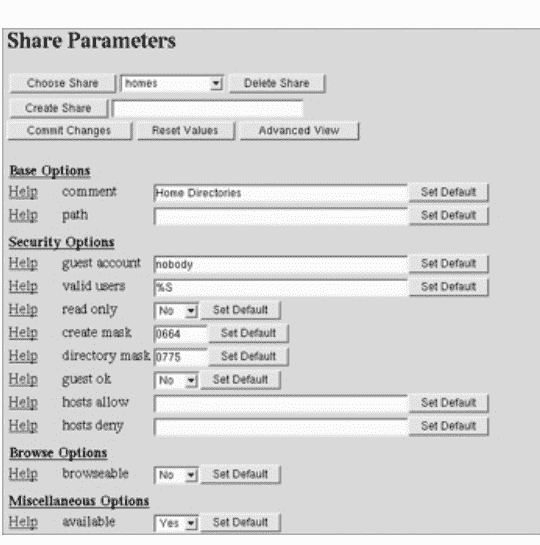 Share Parameters
Choose Share homes Delete Share
Create Share
Commit Changes Reset Values Advanced View
Base Options
Help comment Home Directories Set Default
Help path Set Default
Security Options
Help guest account nobody Set Default
Help valid users %S Set Default
Help read only No Set Default
Help create mask 0664 Set Default
Help directory mask 0775 Set Default
Help guest ok No Set Default
Help hosts allow Set Default
Help hosts deny Set Default
Browse Options
Help browseable No Set Default
Miscellaneous Options
Help available Yes Set Default